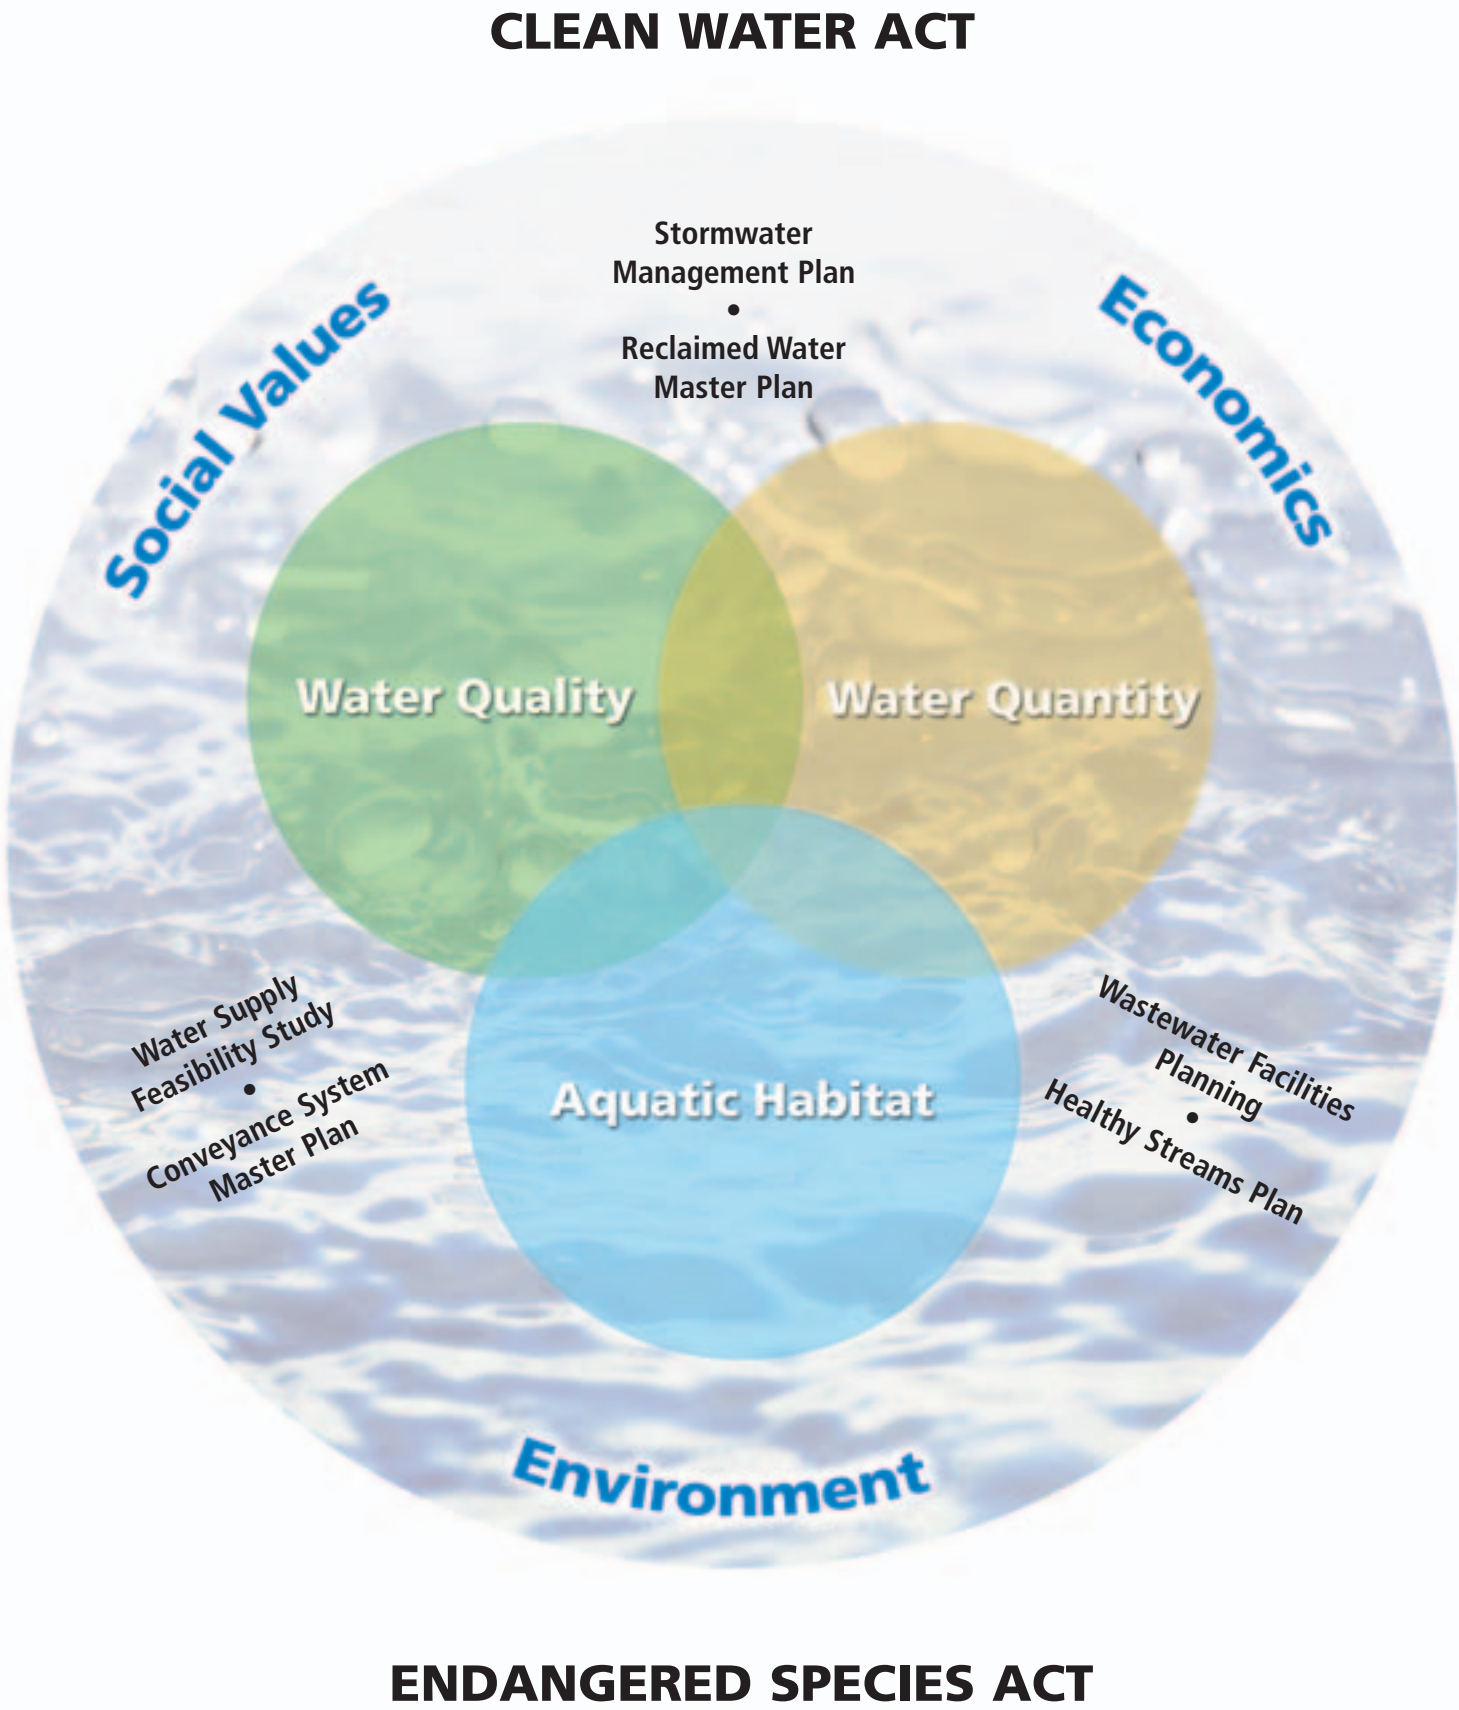 CLEAN WATER ACT
Stormwater
Management Plan
•
Reclaimed Water
Master Plan
Social Values
Economics
Water Quality
Water Quantity
Water Supply
Feasibility Study
•
Conveyance System
Master Plan
Aquatic Habitat
Wastewater Facilities
Planning
•
Healthy Streams Plan
Environment
ENDANGERED SPECIES ACT